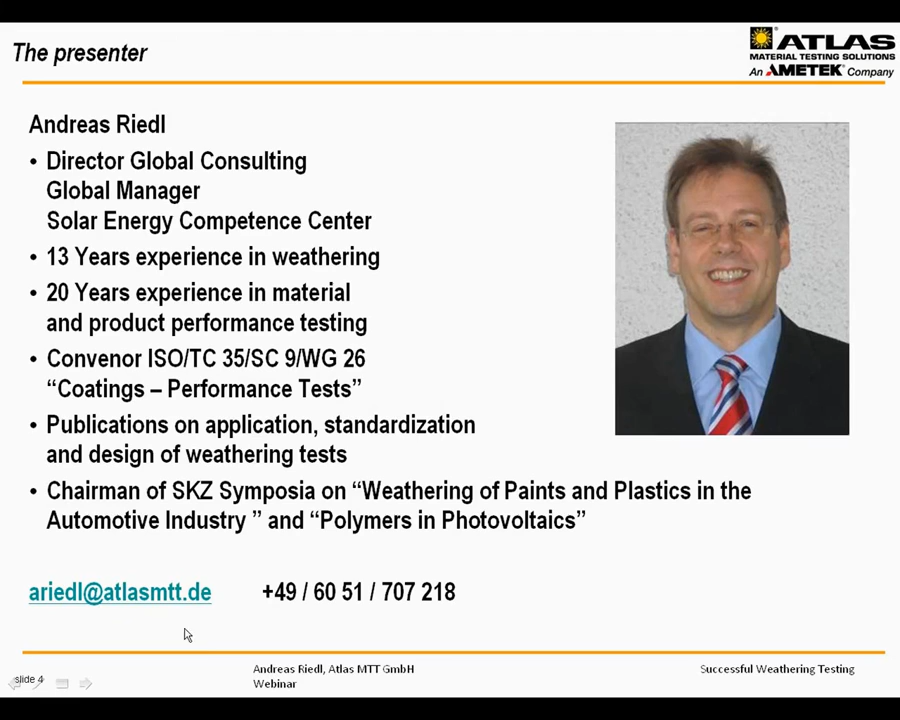 The presenter
ATLAS
MATERIAL TESTING SOLUTIONS
An AMETEK Company
Andreas Riedl
• Director Global Consulting
Global Manager
Solar Energy Competence Center
• 13 Years experience in weathering
• 20 Years experience in material
and product performance testing
• Convenor ISO/TC 35/SC 9/WG 26
“Coatings – Performance Tests”
• Publications on application, standardization
and design of weathering tests
• Chairman of SKZ Symposia on “Weathering of Paints and Plastics in the
Automotive Industry ” and “Polymers in Photovoltaics”
ariedl@atlasmtt.de +49 / 60 51 / 707 218
slide 4
Andreas Riedl, Atlas MTT GmbH
Webinar
Successful Weathering Testing